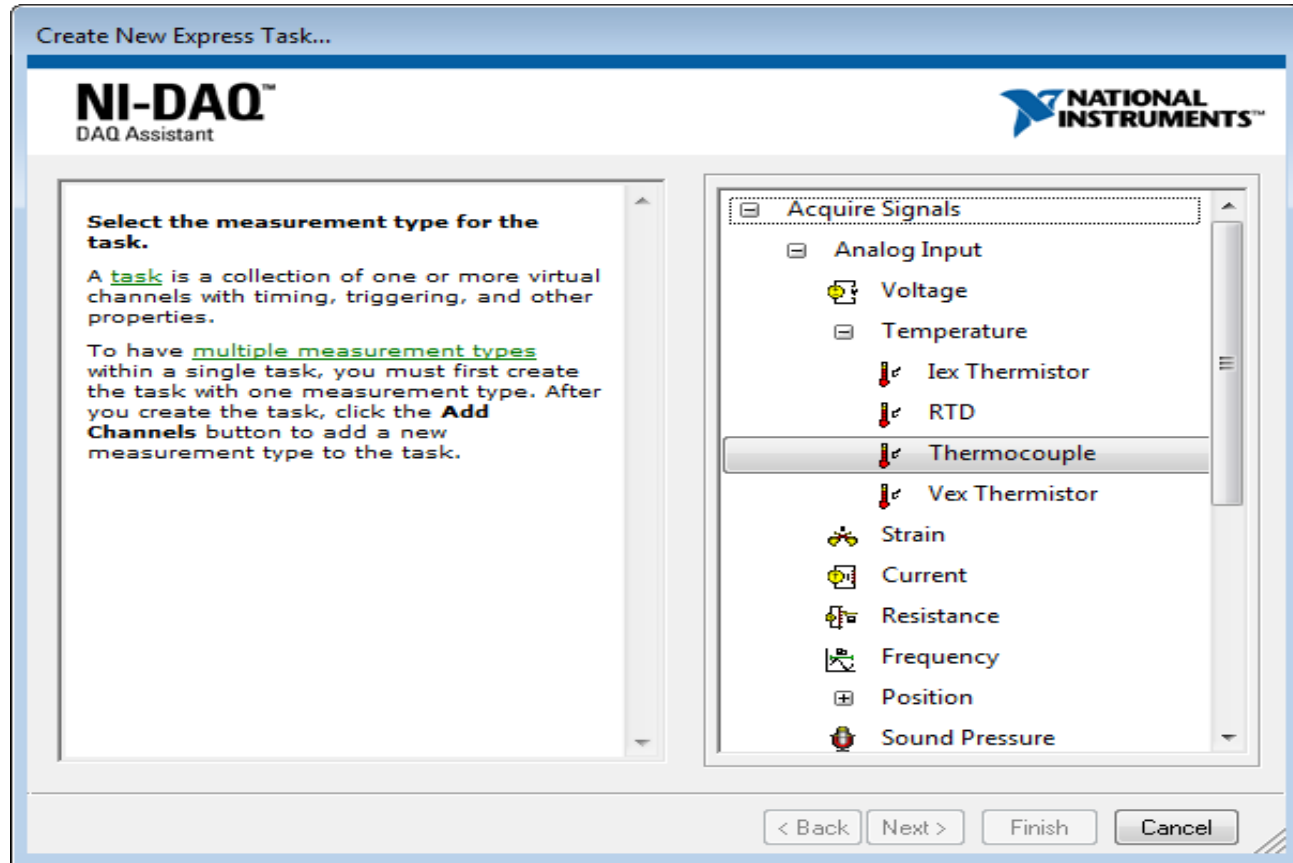 Create New Express Task...
NI-DAQ™
DAQ Assistant
NATIONAL
INSTRUMENTS™
Select the measurement type for the
task.
A task is a collection of one or more virtual
channels with timing, triggering, and other
properties.
To have multiple measurement types
within a single task, you must first create
the task with one measurement type. After
you create the task, click the Add
Channels button to add a new
measurement type to the task.
Acquire Signals
Analog Input
Voltage
Temperature
Iex Thermistor
RTD
Thermocouple
Vex Thermistor
Strain
Current
Resistance
Frequency
Position
Sound Pressure
< Back Next > Finish Cancel